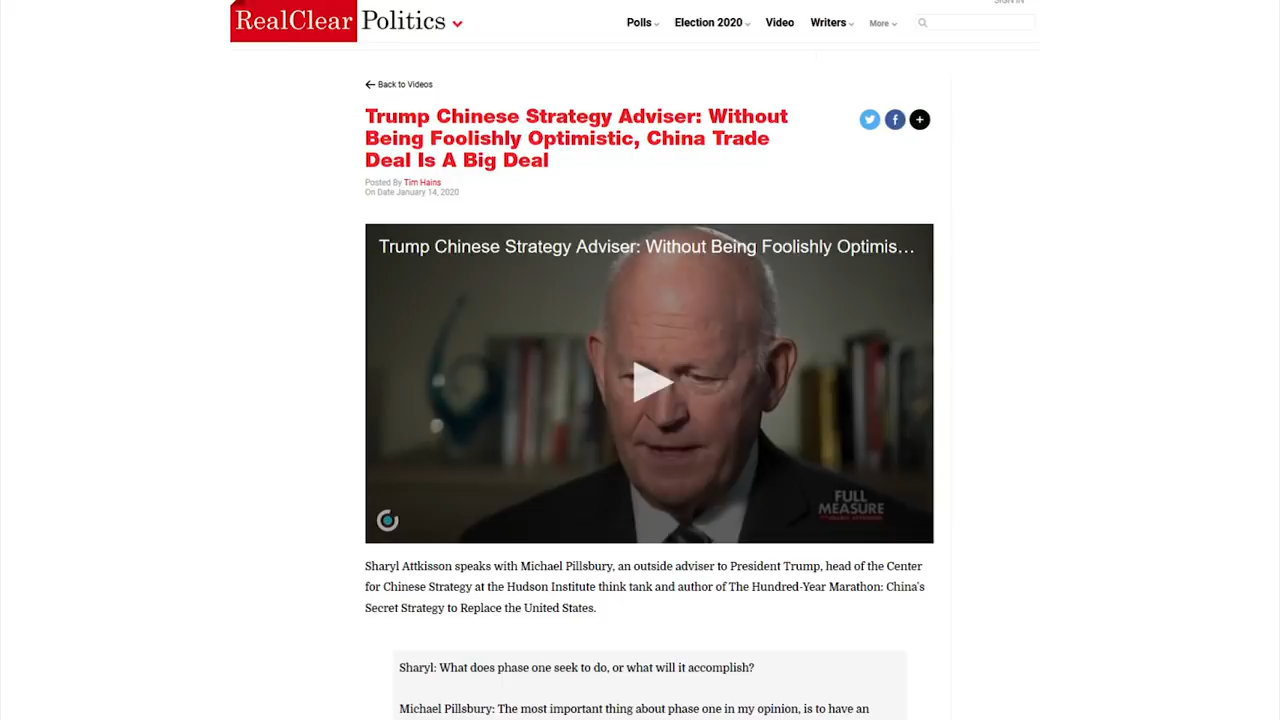 SIGN IN
RealClear Politics
Polls
Election 2020
Video
Writers
More
Back to Videos
Trump Chinese Strategy Adviser: Without
Being Foolishly Optimistic, China Trade
Deal Is A Big Deal
Posted By Tim Hains
On Date January 14, 2020
Trump Chinese Strategy Adviser: Without Being Foolishly Optimis...
FULL
MEASURE
Sharyl Attkisson speaks with Michael Pillsbury, an outside adviser to President Trump, head of the Center
for Chinese Strategy at the Hudson Institute think tank and author of The Hundred-Year Marathon: China's
Secret Strategy to Replace the United States.
Sharyl: What does phase one seek to do, or what will it accomplish?
Michael Pillsbury: The most important thing about phase one in my opinion, is to have an